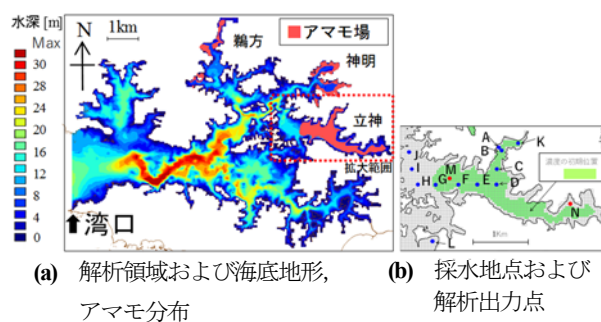 水深 [m]
Max
30
28
24
20
16
12
8
4
0
1km
N
鵜方
アマモ場
神明
立神
拡大範囲
湾口
A
B
K
J
I
C
M
H
G
F
E
D
N
L
濃度の初期位置
1Km
(a) 解析領域および海底地形,
アマモ分布
(b) 採水地点および
解析出力点